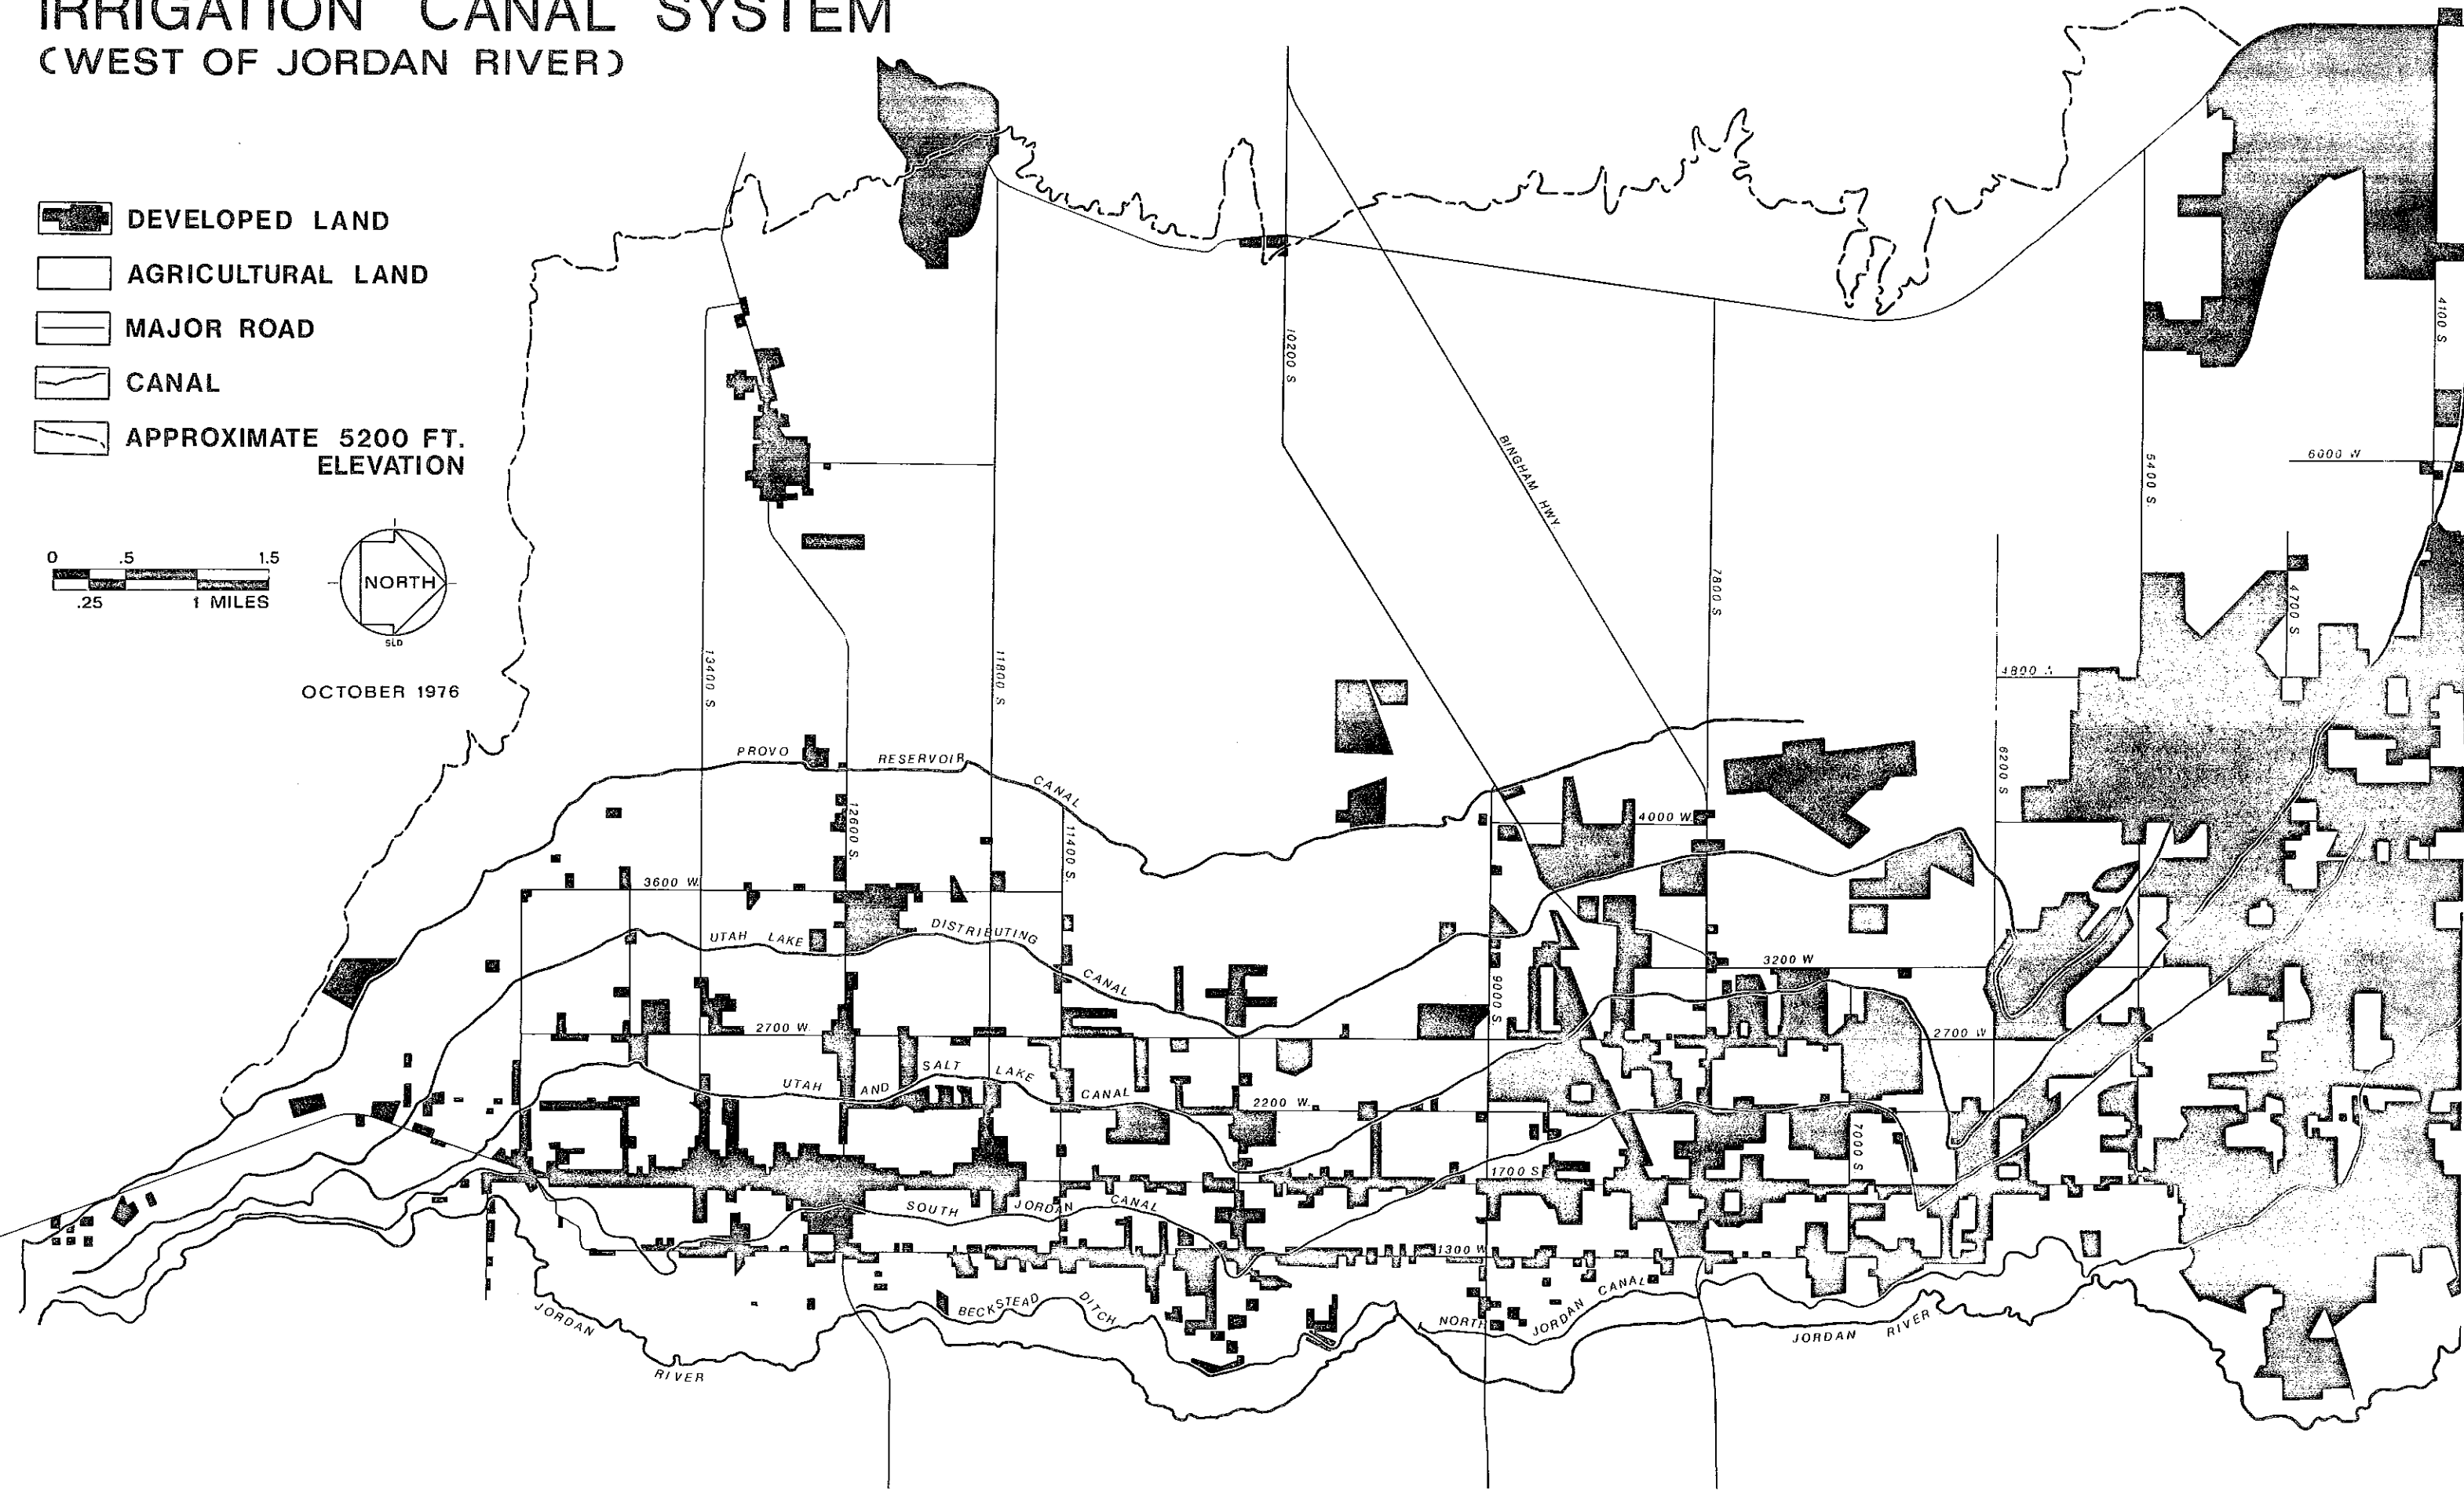 IRRIGATION CANAL SYSTEM
(WEST OF JORDAN RIVER)
DEVELOPED LAND
AGRICULTURAL LAND
MAJOR ROAD
CANAL
APPROXIMATE 5200 FT.
ELEVATION
0 .5 1.5
.25 1 MILES
NORTH
SLD
OCTOBER 1976
10200 S
BINGHAM HWY.
7800 S
5400 S.
4100 S
6000 W
4700 S
4800
6200 S
13400 S
11800 S
PROVO RESERVOIR CANAL
12600 S.
11400 S.
4000 W.
3600 W.
UTAH LAKE DISTRIBUTING CANAL
3200 W
9000 S
2700 W
2700 W
UTAH AND SALT LAKE CANAL
2200 W.
7000 S
1700 S
SOUTH JORDAN CANAL
1300 W
BECKSTEAD DITCH
NORTH JORDAN CANAL
JORDAN RIVER
JORDAN RIVER